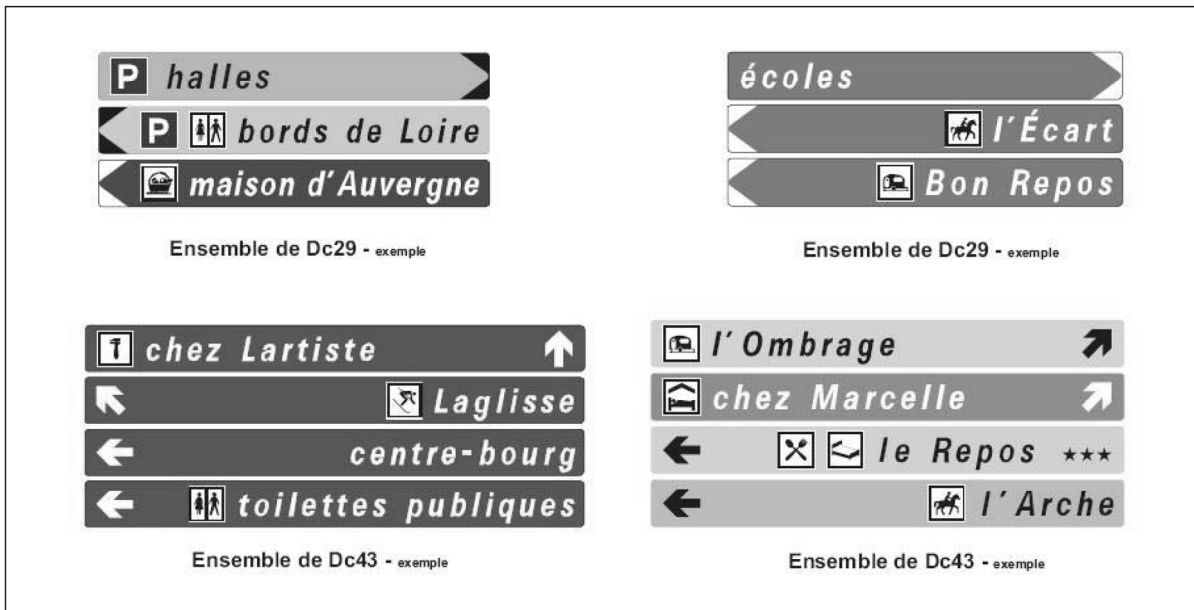 P halles
P bords de Loire
maison d'Auvergne
Ensemble de Dc29 - exemple
écoles
l'Écart
Bon Repos
Ensemble de Dc29 - exemple
chez Lartiste
Laglisse
centre-bourg
toilettes publiques
Ensemble de Dc43 - exemple
l'Ombrage
chez Marcelle
le Repos ★★★
l'Arche
Ensemble de Dc43 - exemple